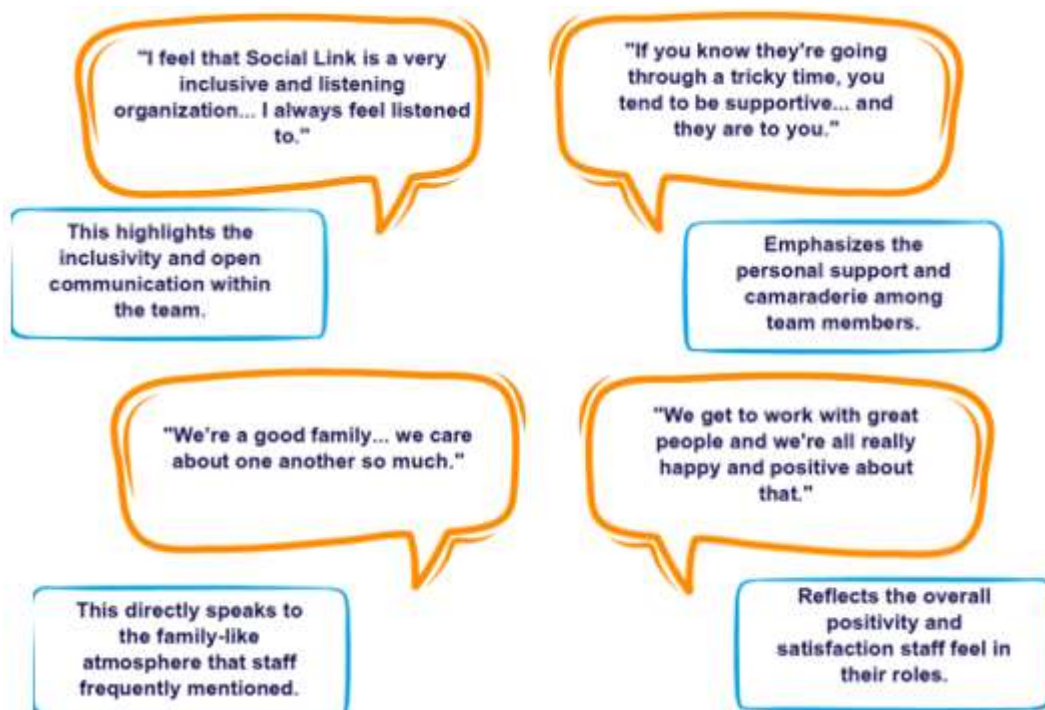 "I feel that Social Link is a very
inclusive and listening
organization... I always feel listened
to."
"If you know they're going
through a tricky time, you
tend to be supportive... and
they are to you."
This highlights the
inclusivity and open
communication within
the team.
Emphasizes the
personal support and
camaraderie among
team members.
"We're a good family... we care
about one another so much."
"We get to work with great
people and we're all really
happy and positive about
that."
This directly speaks to
the family-like
atmosphere that staff
frequently mentioned.
Reflects the overall
positivity and
satisfaction staff feel in
their roles.